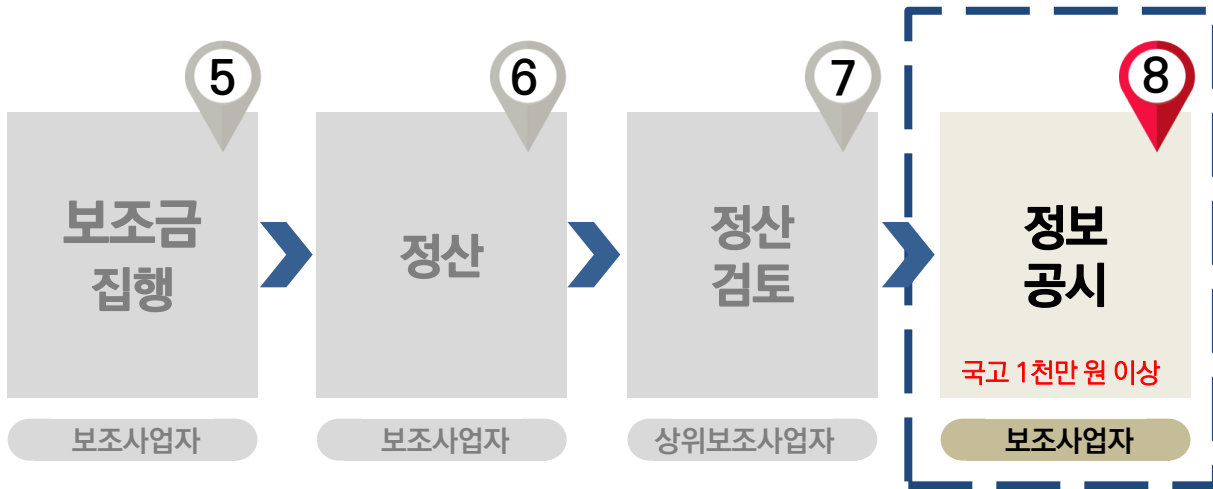 5
6
7
8
보조금
집행
정산
정산
검토
정보
공시
국고 1천만 원 이상
보조사업자
보조사업자
상위보조사업자
보조사업자